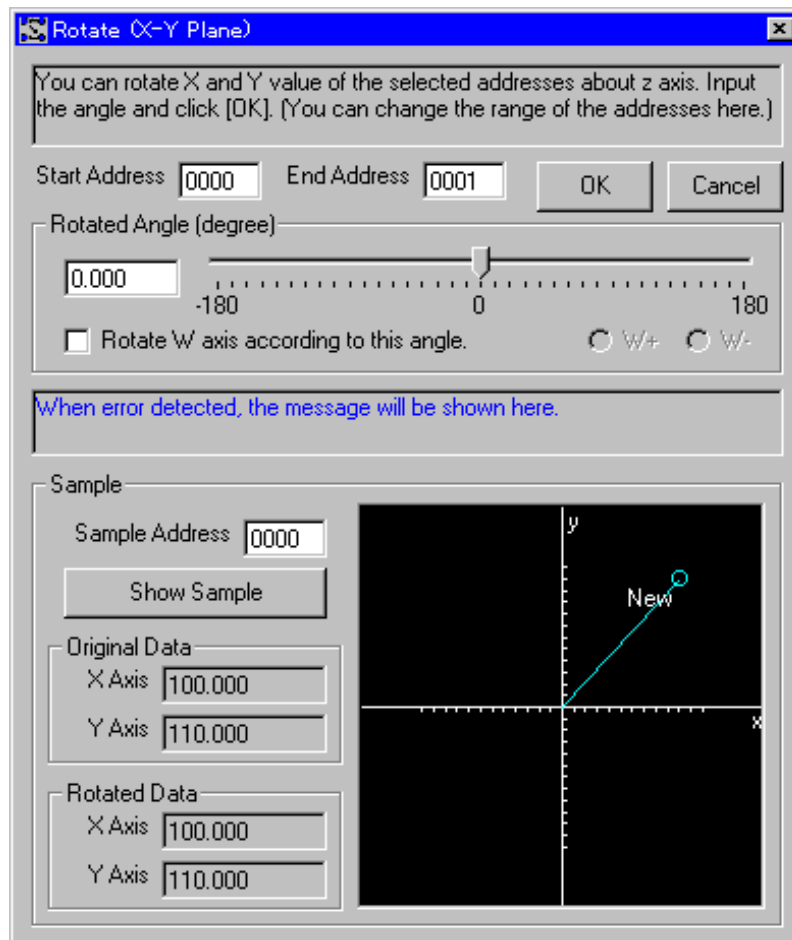 Rotate (X-Y Plane)
You can rotate X and Y value of the selected addresses about z axis. Input
the angle and click [OK]. (You can change the range of the addresses here.)
Start Address 0000 End Address 0001 OK Cancel
Rotated Angle (degree)
0.000
-180 0 180
Rotate W axis according to this angle. W+ W-
When error detected, the message will be shown here.
Sample
Sample Address 0000
Show Sample
Original Data
X Axis 100.000
Y Axis 110.000
Rotated Data
X Axis 100.000
Y Axis 110.000
y
New
x